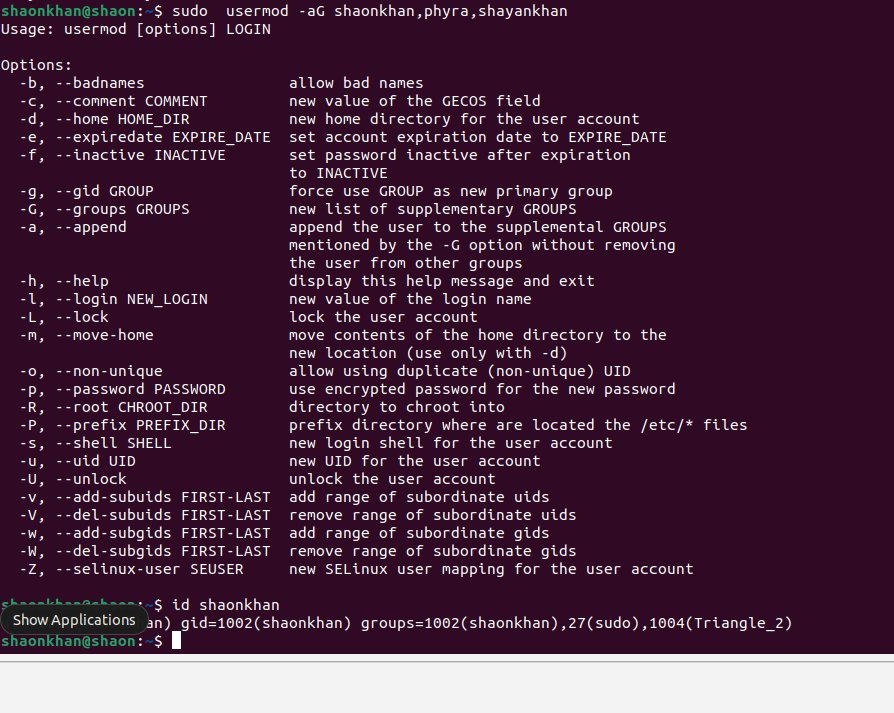 shaonkhan@shaon:~$ sudo  usermod -aG shaonkhan,phyra,shayankhan
Usage: usermod [options] LOGIN

Options:
  -b, --badnames                allow bad names
  -c, --comment COMMENT         new value of the GECOS field
  -d, --home HOME_DIR           new home directory for the user account
  -e, --expiredate EXPIRE_DATE  set account expiration date to EXPIRE_DATE
  -f, --inactive INACTIVE       set password inactive after expiration
                                to INACTIVE
  -g, --gid GROUP               force use GROUP as new primary group
  -G, --groups GROUPS           new list of supplementary GROUPS
  -a, --append                  append the user to the supplemental GROUPS
                                mentioned by the -G option without removing
                                the user from other groups
  -h, --help                    display this help message and exit
  -l, --login NEW_LOGIN         new value of the login name
  -L, --lock                    lock the user account
  -m, --move-home               move contents of the home directory to the
                                new location (use only with -d)
  -o, --non-unique              allow using duplicate (non-unique) UID
  -p, --password PASSWORD       use encrypted password for the new password
  -R, --root CHROOT_DIR         directory to chroot into
  -P, --prefix PREFIX_DIR       prefix directory where are located the /etc/* files
  -s, --shell SHELL             new login shell for the user account
  -u, --uid UID                 new UID for the user account
  -U, --unlock                  unlock the user account
  -v, --add-subuids FIRST-LAST  add range of subordinate uids
  -V, --del-subuids FIRST-LAST  remove range of subordinate uids
  -w, --add-subgids FIRST-LAST  add range of subordinate gids
  -W, --del-subgids FIRST-LAST  remove range of subordinate gids
  -Z, --selinux-user SEUSER     new SELinux user mapping for the user account

shaonkhan@shaon:~$ id shaonkhan
Show Applications an) gid=1002(shaonkhan) groups=1002(shaonkhan),27(sudo),1004(Triangle_2)
shaonkhan@shaon:~$